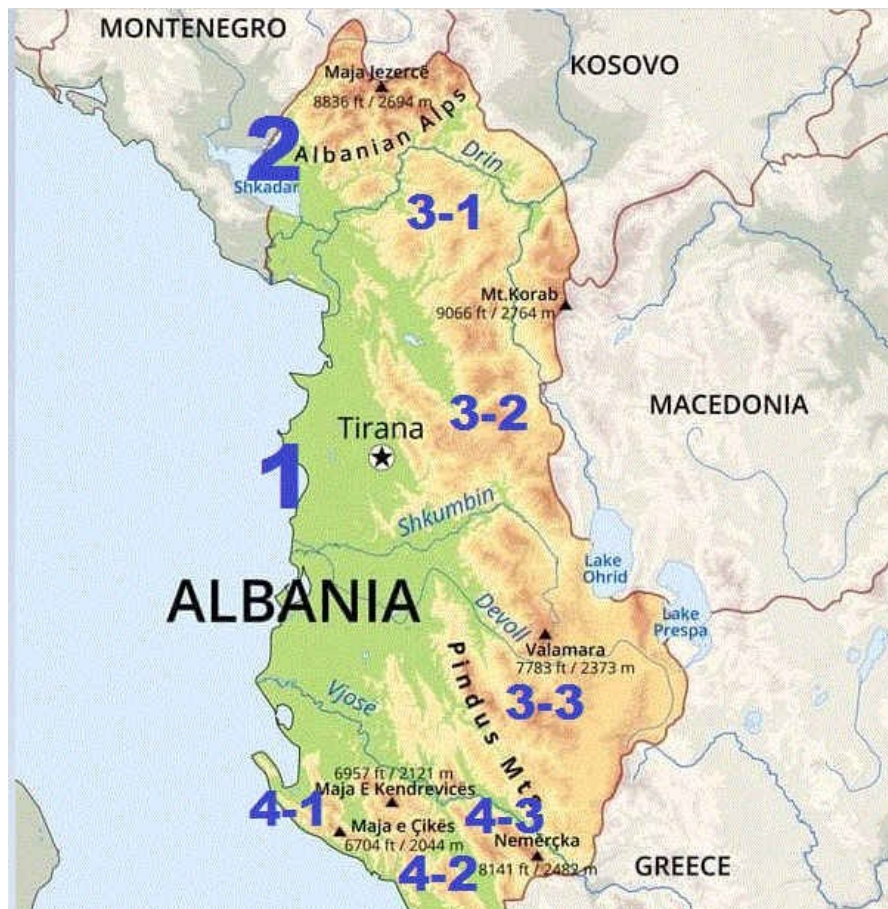 MONTENEGRO
KOSOVO
Maja Jezercë
8836 ft / 2694 m
2
Albanian Alps
Drin
Shkadar
3-1
Mt.Korab
9066 ft / 2764 m
3-2
MACEDONIA
Tirana
1
Shkumbin
Lake
Ohrid
ALBANIA
Devoll
Lake
Prespa
Valamara
7783 ft / 2373 m
Pindus Mts
Vjosë
3-3
6957 ft / 2121 m
Maja E Kendrevicës
4-1
4-3
Maja e Çikës
6704 ft / 2044 m
Nemërçka
8141 ft / 2482 m
4-2
GREECE